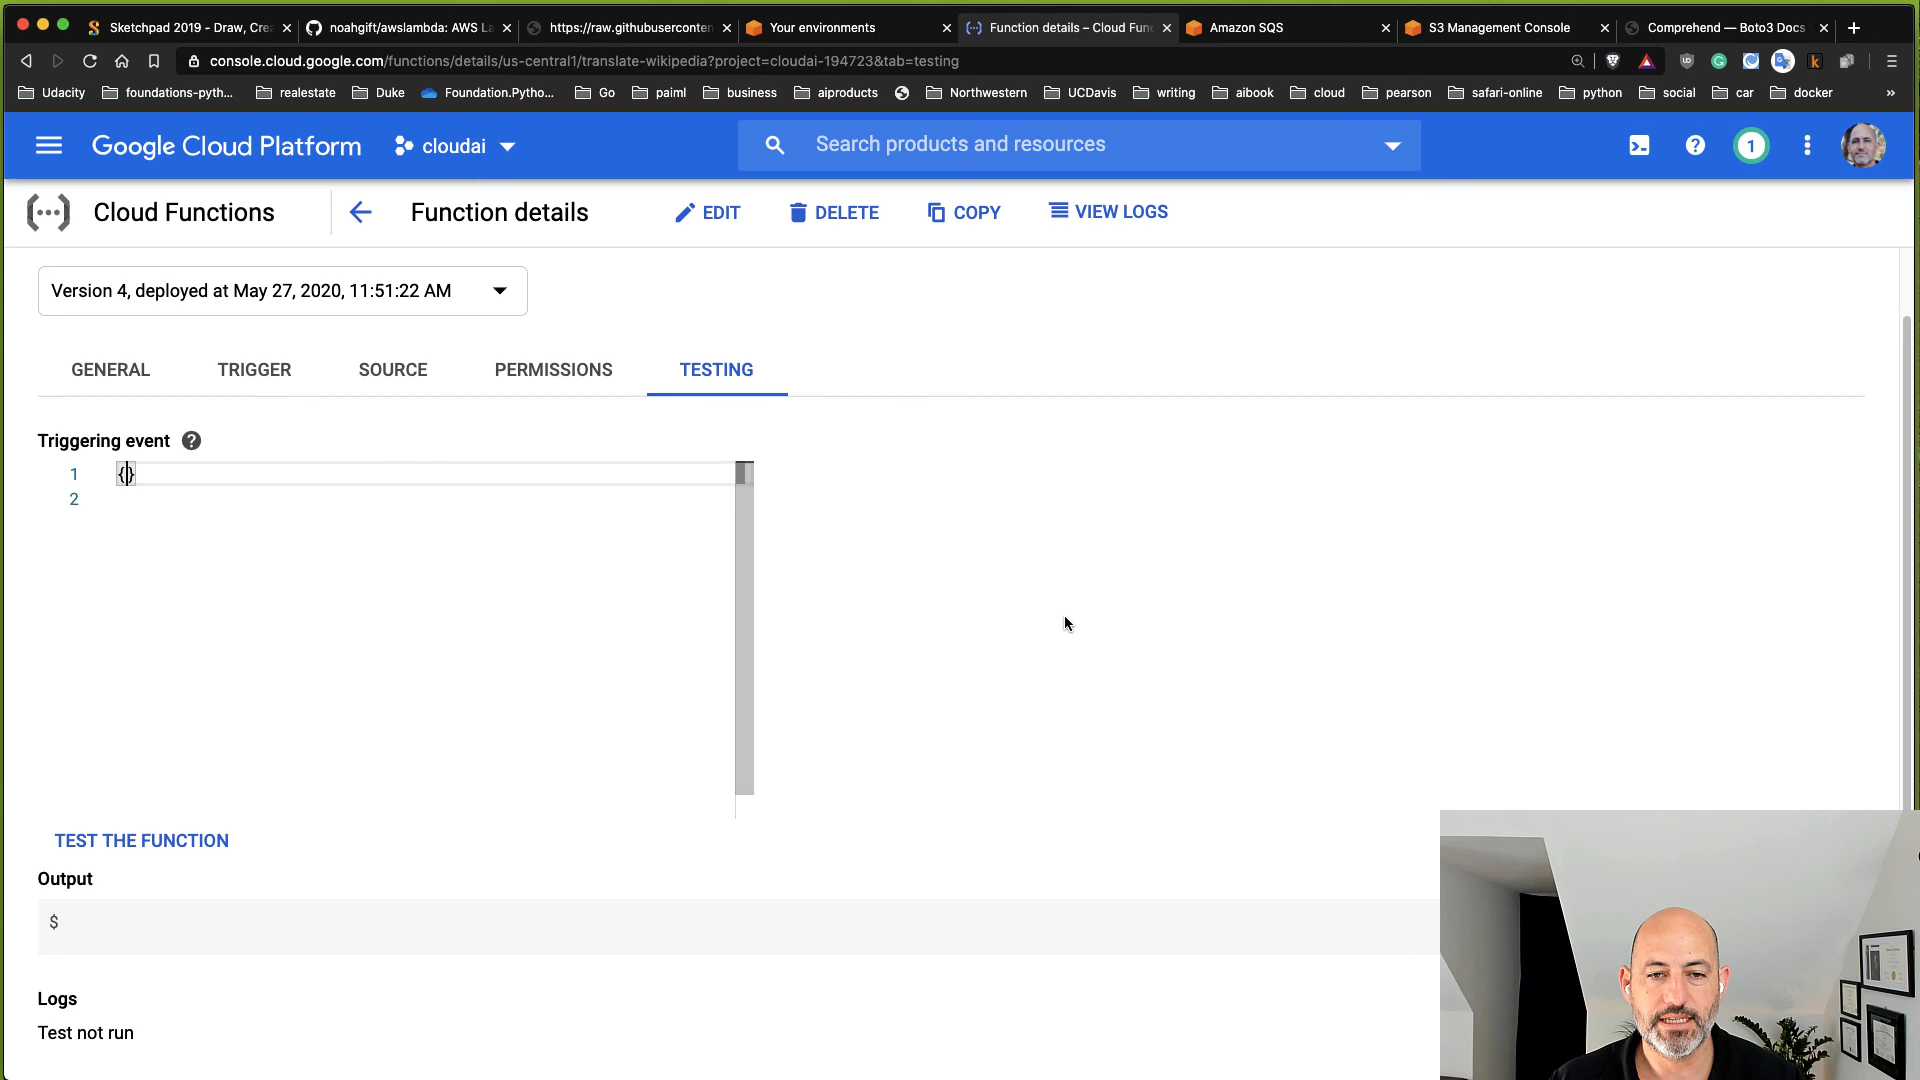 Sketchpad 2019 - Draw, Crea
noahgift/awslambda: AWS La
https://raw.githubuserconten
Your environments
Function details – Cloud Func
Amazon SQS
S3 Management Console
Comprehend — Boto3 Docs
console.cloud.google.com/functions/details/us-central1/translate-wikipedia?project=cloudai-194723&tab=testing
Udacity
foundations-pyth...
realestate
Duke
Foundation.Pytho...
Go
paiml
business
aiproducts
Northwestern
UCDavis
writing
aibook
cloud
pearson
safari-online
python
social
car
docker
»
Google Cloud Platform
cloudai
Search products and resources
1
Cloud Functions
Function details
EDIT
DELETE
COPY
VIEW LOGS
Version 4, deployed at May 27, 2020, 11:51:22 AM
GENERAL
TRIGGER
SOURCE
PERMISSIONS
TESTING
Triggering event
1 {}
2
TEST THE FUNCTION
Output
$
Logs
Test not run